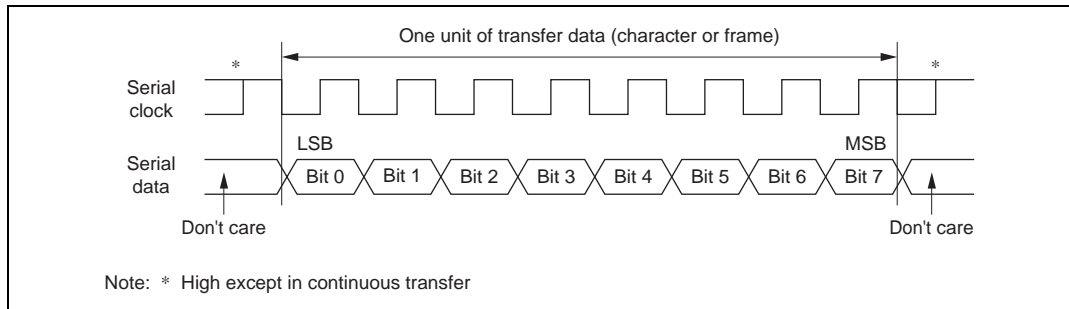 One unit of transfer data (character or frame)
* *
Serial
clock
LSB MSB
Serial
data
Bit 0 Bit 1 Bit 2 Bit 3 Bit 4 Bit 5 Bit 6 Bit 7
Don't care Don't care
Note: * High except in continuous transfer